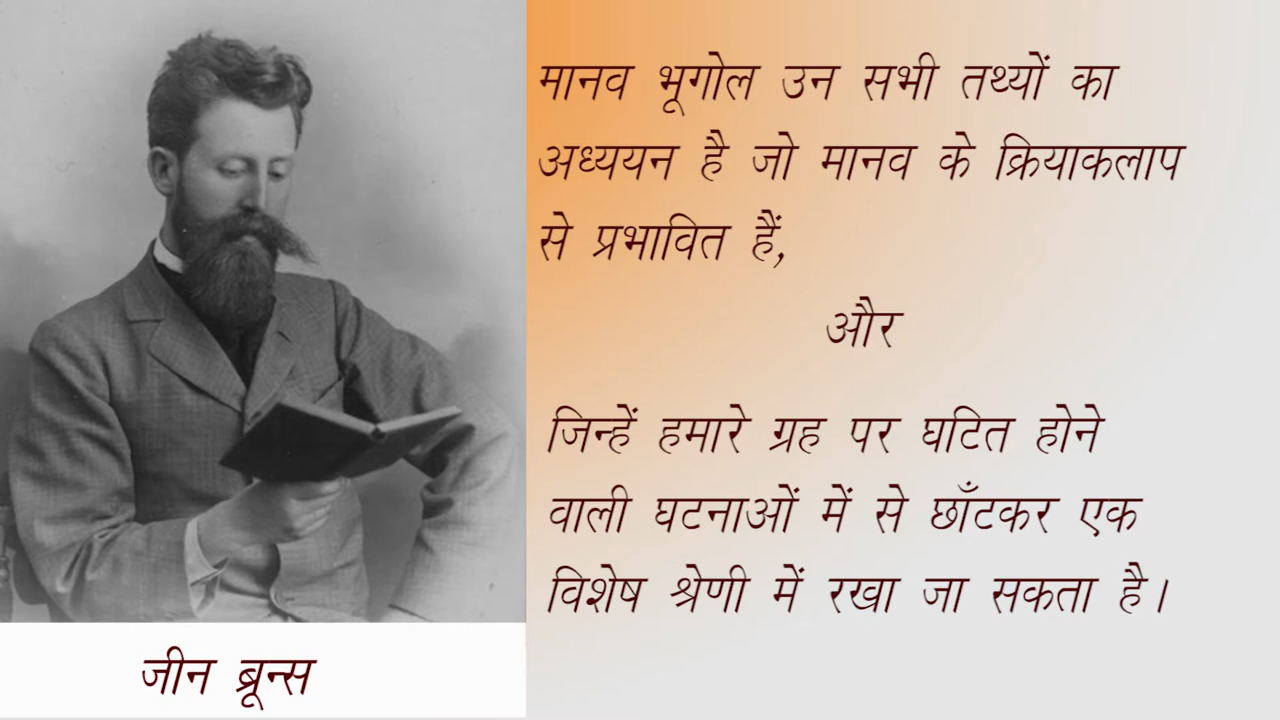 मानव भूगोल उन सभी तथ्यों का
अध्ययन है जो मानव के क्रियाकलाप
से प्रभावित हैं,
और
जिन्हें हमारे ग्रह पर घटित होने
वाली घटनाओं में से छाँटकर एक
विशेष श्रेणी में रखा जा सकता है।
जीन ब्रून्स